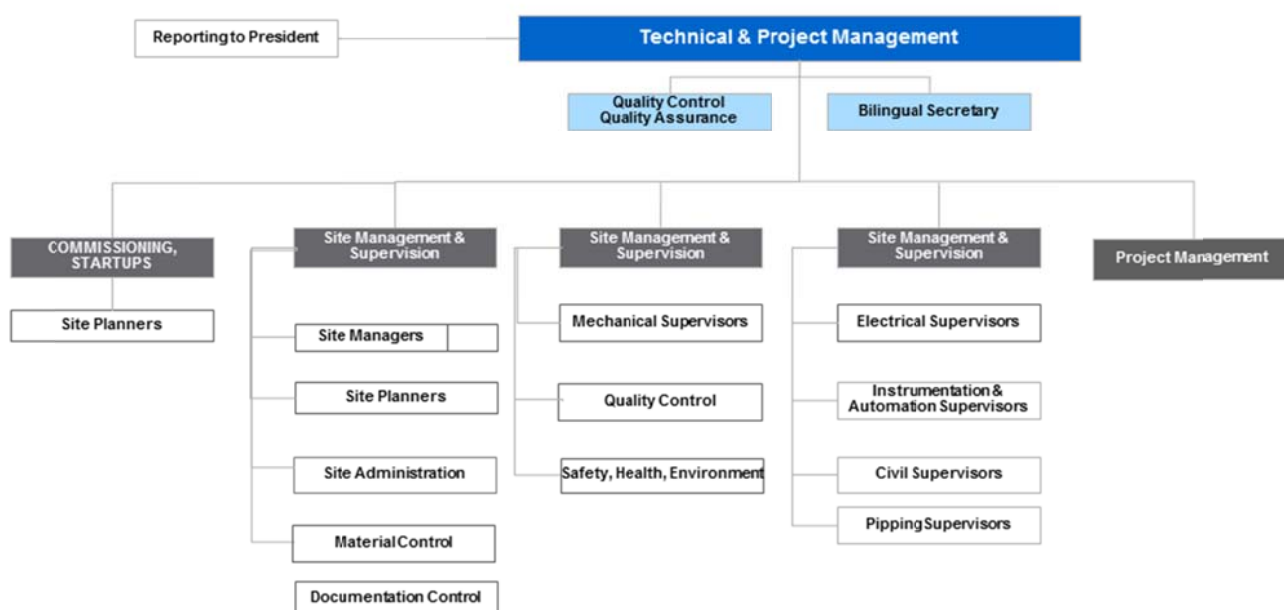 Reporting to President
Technical & Project Management
Quality Control
Quality Assurance
Bilingual Secretary
COMMISSIONING,
STARTUPS
Site Management &
Supervision
Site Management &
Supervision
Site Management &
Supervision
Project Management
Site Planners
Site Managers
Site Planners
Site Administration
Material Control
Documentation Control
Mechanical Supervisors
Quality Control
Safety, Health, Environment
Electrical Supervisors
Instrumentation &
Automation Supervisors
Civil Supervisors
Pipping Supervisors